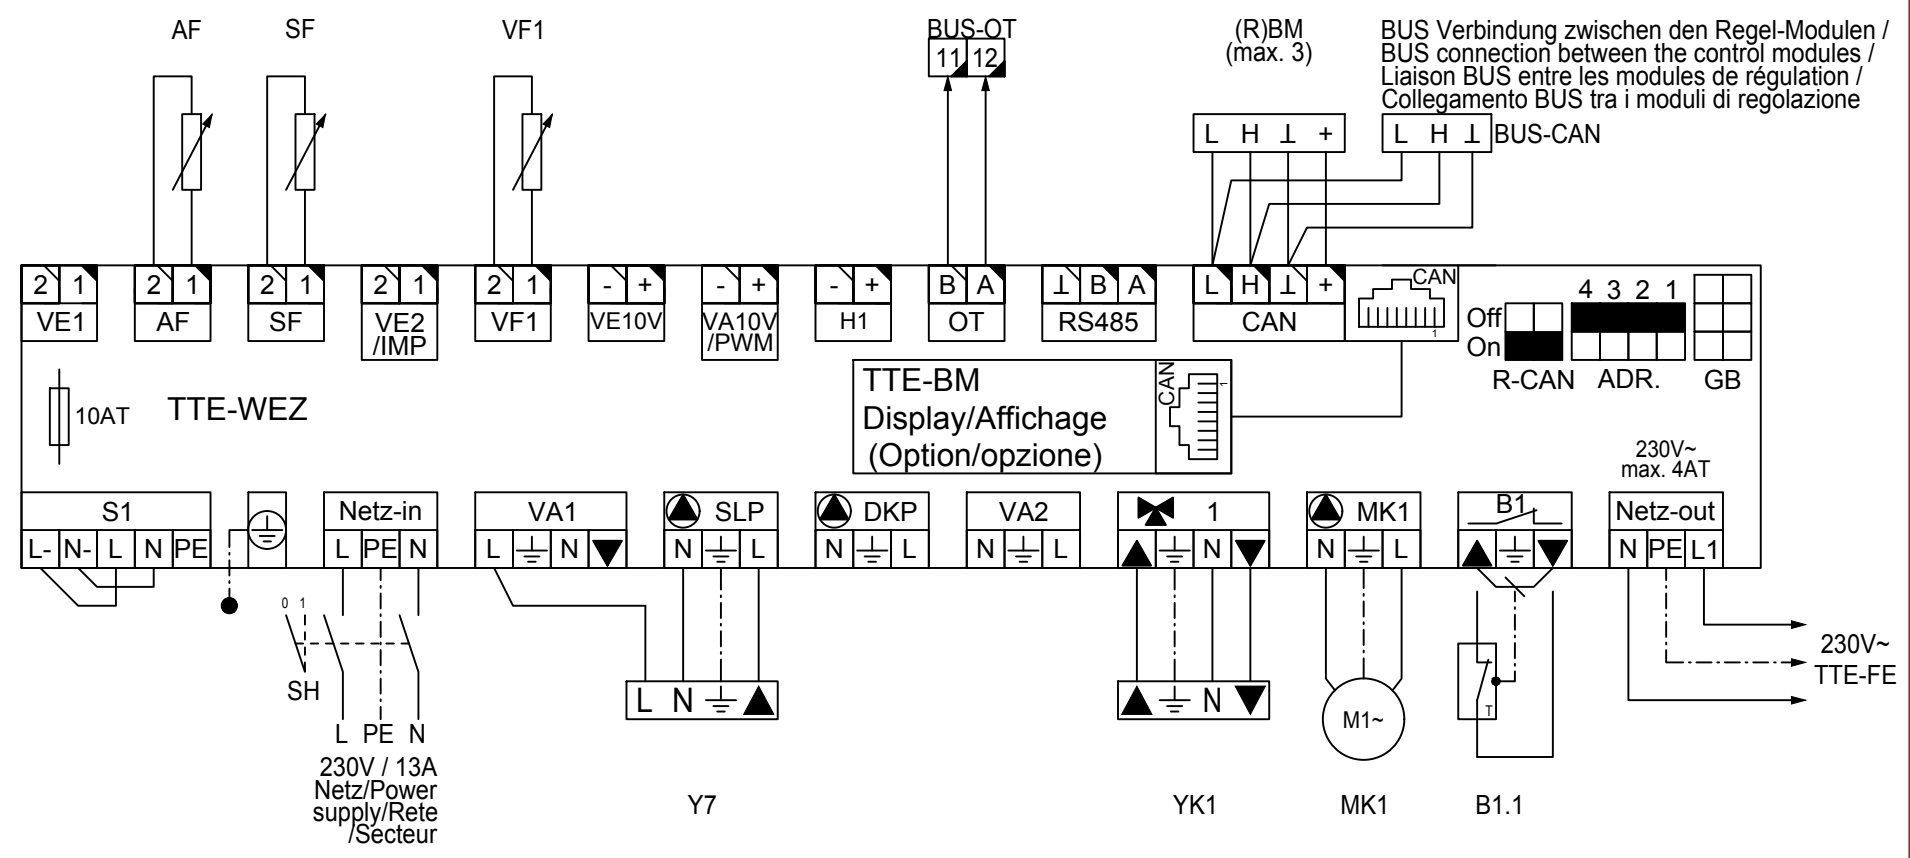 AF SF VF1 BUS-OT (R)BM BUS Verbindung zwischen den Regel-Modulen /
(max. 3) BUS connection between the control modules /
11 12 Liaison BUS entre les modules de régulation /
Collegamento BUS tra i moduli di regolazione
L H ⊥ + L H ⊥ BUS-CAN
2 1 2 1 2 1 2 1 2 1 - + - + - + B A ⊥ B A L H ⊥ + CAN
1
VE1 AF SF VE2 VF1 VE10V VA10V H1 OT RS485 CAN
/IMP /PWM
4 3 2 1
Off
On
R-CAN ADR. GB
10AT TTE-WEZ
TTE-BM
Display/Affichage
(Option/opzione)
CAN
1
230V~
max. 4AT
S1 Netz-in VA1 SLP DKP VA2 1 MK1 B1 Netz-out
L- N- L N PE L PE N L N N L N L N L N N L N PE L1
0 1
SH
L PE N
230V / 13A
Netz/Power
supply/Rete
/Secteur
L N
N
M1~
T
230V~
TTE-FE
Y7 YK1 MK1 B1.1